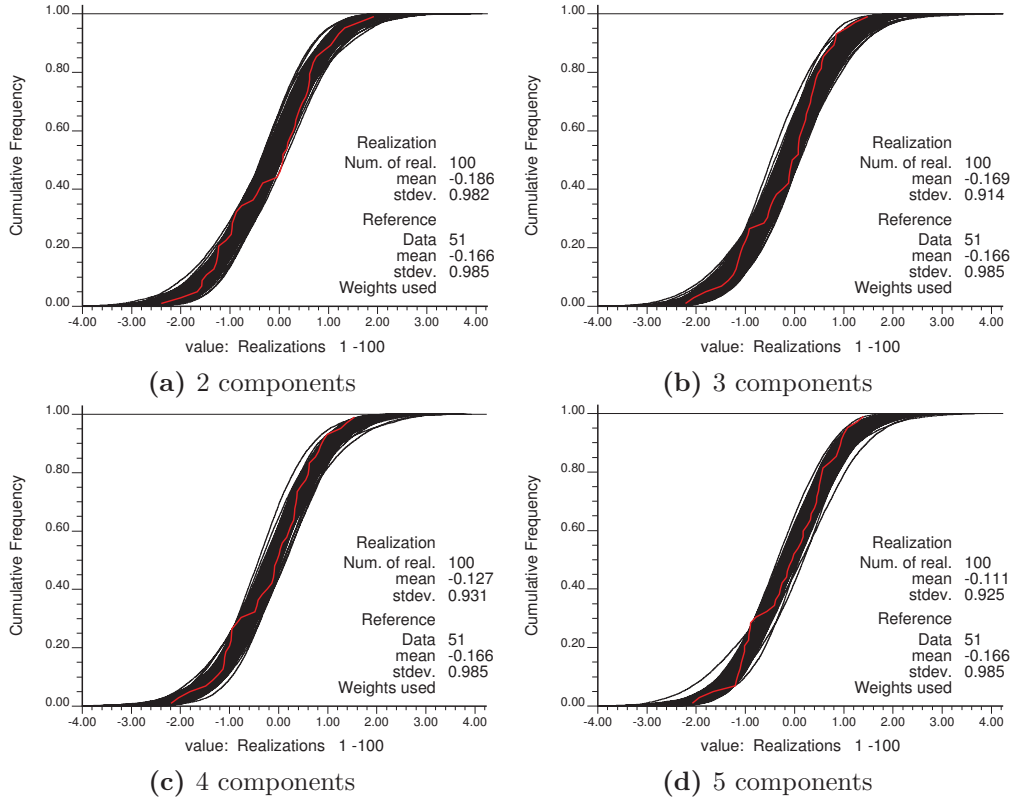 Cumulative Frequency
1.00
0.80
0.60
0.40
0.20
0.00
-4.00 -3.00 -2.00 -1.00 0.00 1.00 2.00 3.00 4.00
value: Realizations 1 -100
Realization
Num. of real. 100
mean -0.186
stdev. 0.982
Reference
Data 51
mean -0.166
stdev. 0.985
Weights used
(a) 2 components
Cumulative Frequency
1.00
0.80
0.60
0.40
0.20
0.00
-4.00 -3.00 -2.00 -1.00 0.00 1.00 2.00 3.00 4.00
value: Realizations 1 -100
Realization
Num. of real. 100
mean -0.169
stdev. 0.914
Reference
Data 51
mean -0.166
stdev. 0.985
Weights used
(b) 3 components
Cumulative Frequency
1.00
0.80
0.60
0.40
0.20
0.00
-4.00 -3.00 -2.00 -1.00 0.00 1.00 2.00 3.00 4.00
value: Realizations 1 -100
Realization
Num. of real. 100
mean -0.127
stdev. 0.931
Reference
Data 51
mean -0.166
stdev. 0.985
Weights used
(c) 4 components
Cumulative Frequency
1.00
0.80
0.60
0.40
0.20
0.00
-4.00 -3.00 -2.00 -1.00 0.00 1.00 2.00 3.00 4.00
value: Realizations 1 -100
Realization
Num. of real. 100
mean -0.111
stdev. 0.925
Reference
Data 51
mean -0.166
stdev. 0.985
Weights used
(d) 5 components